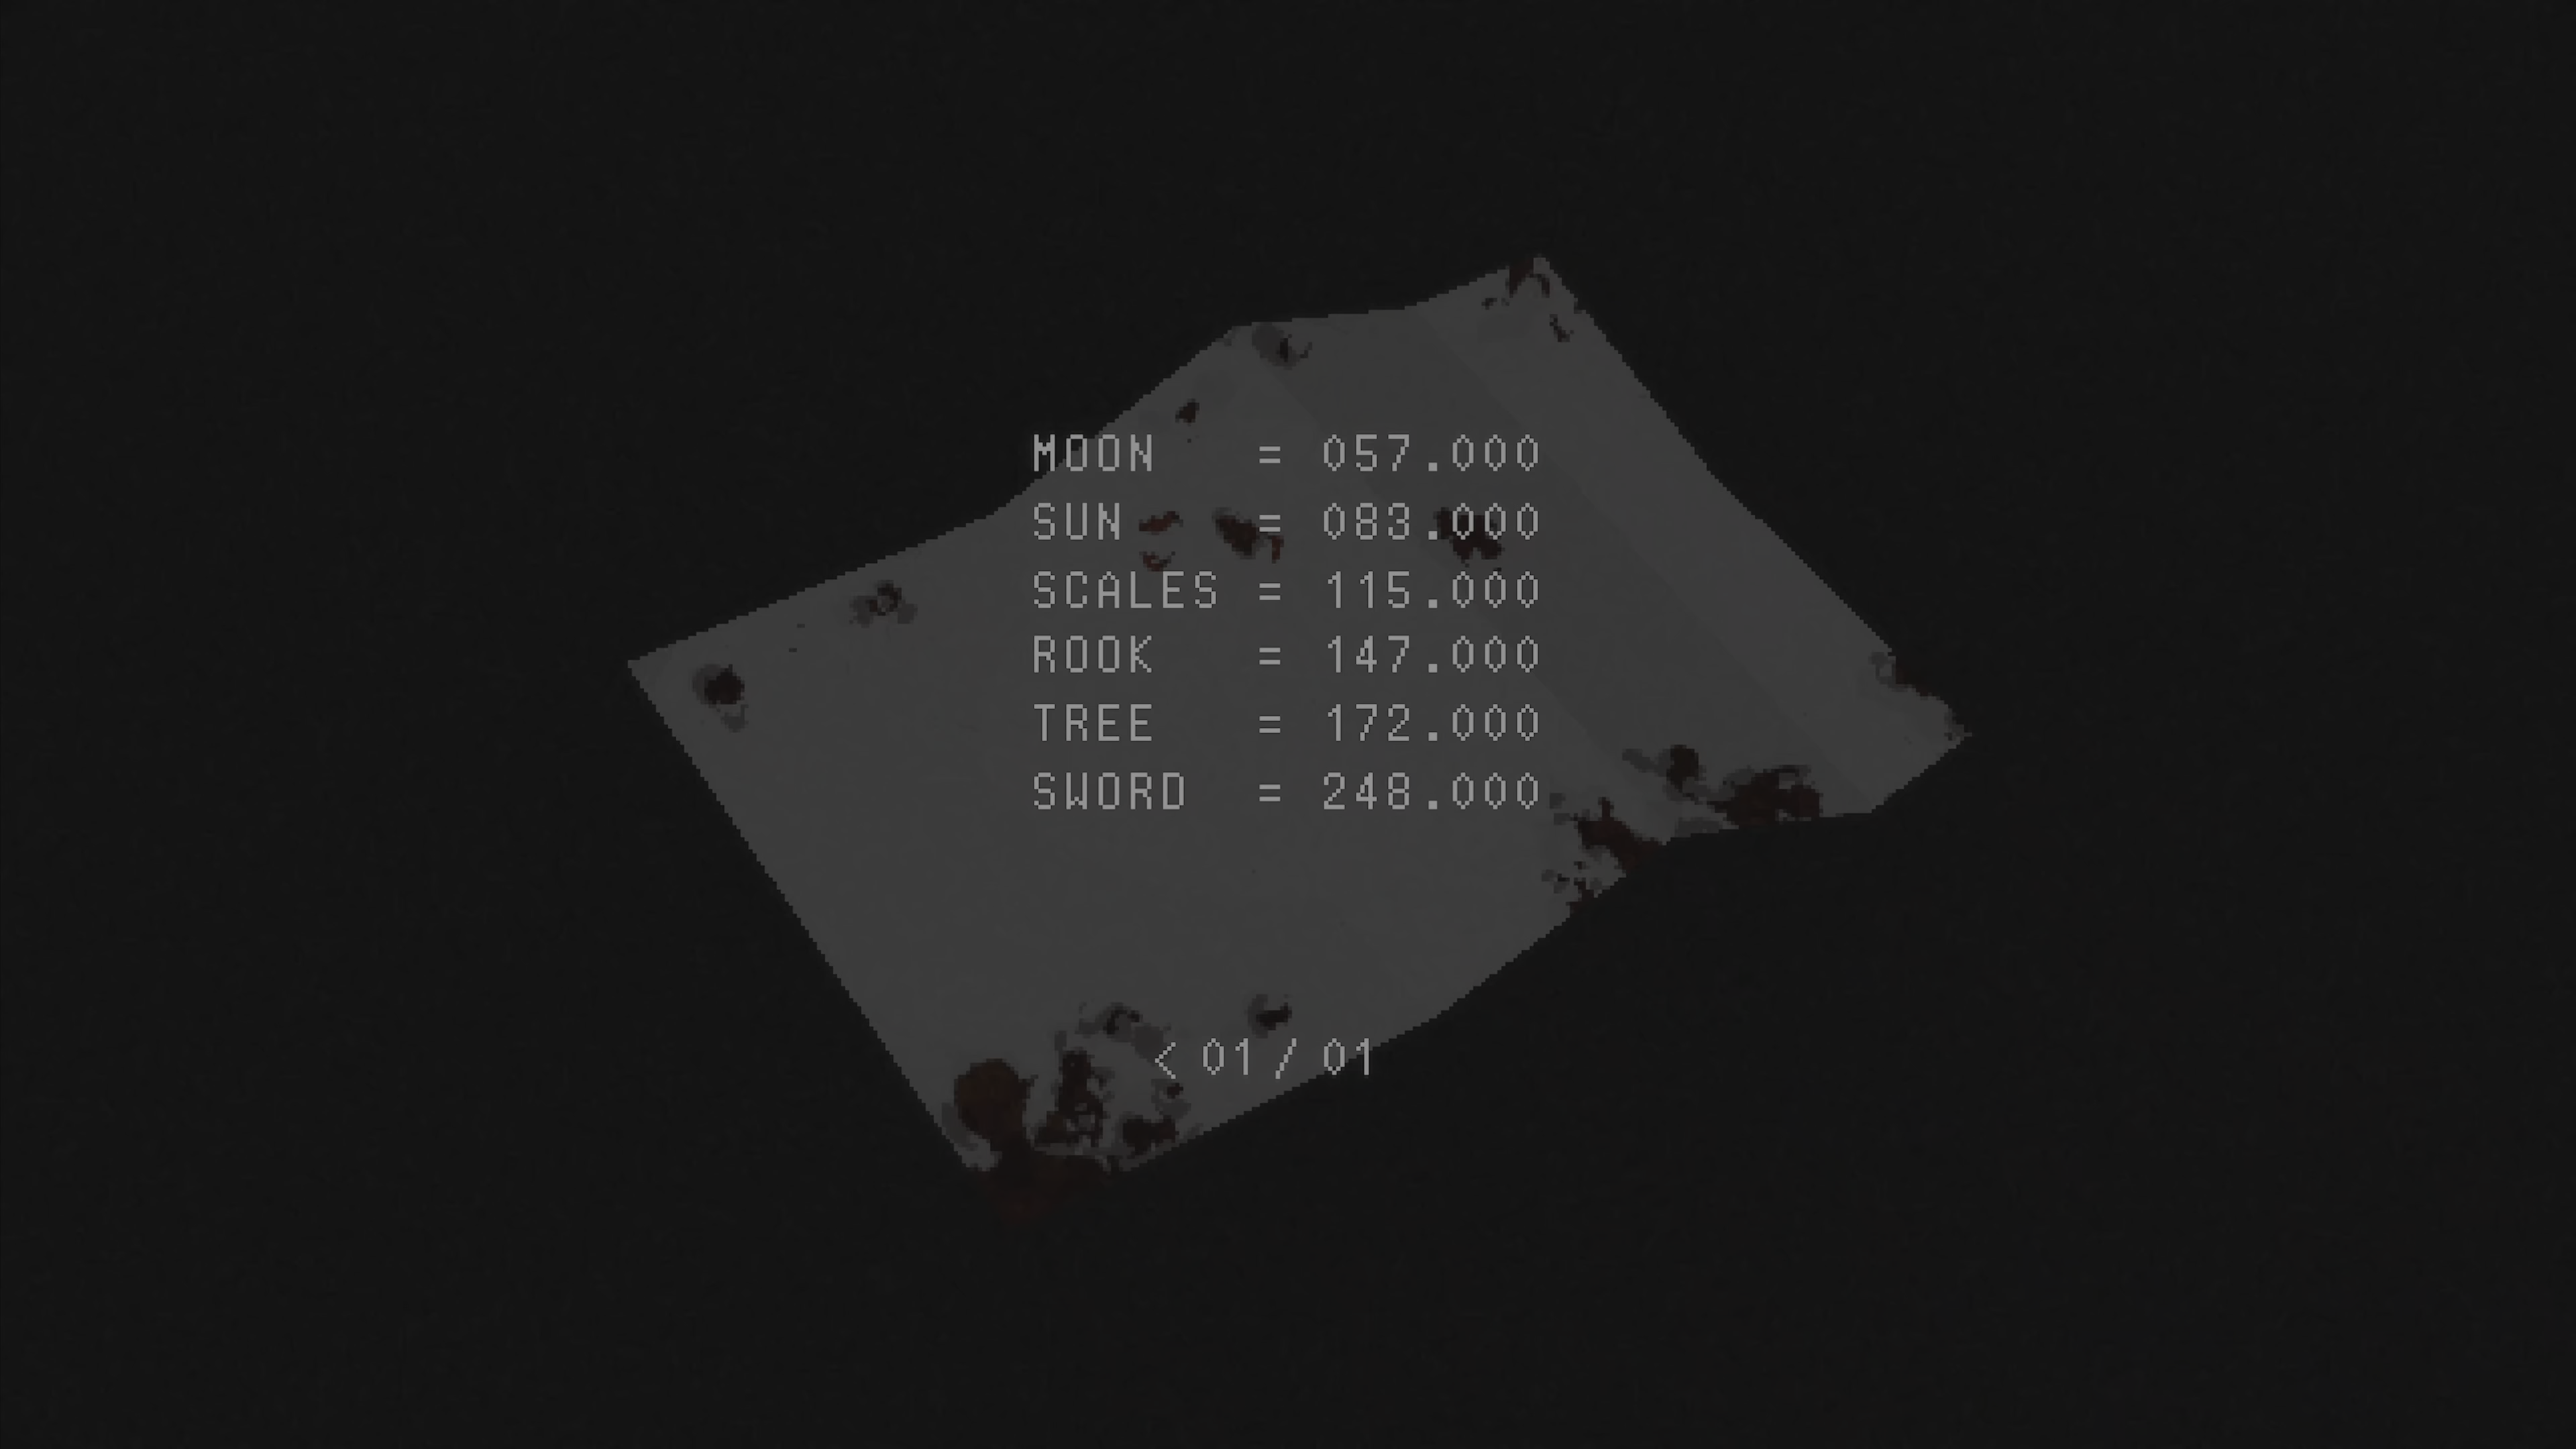 MOON = 057.000
SUN = 083.000
SCALES = 115.000
ROOK = 147.000
TREE = 172.000
SWORD = 248.000
< 01 / 01